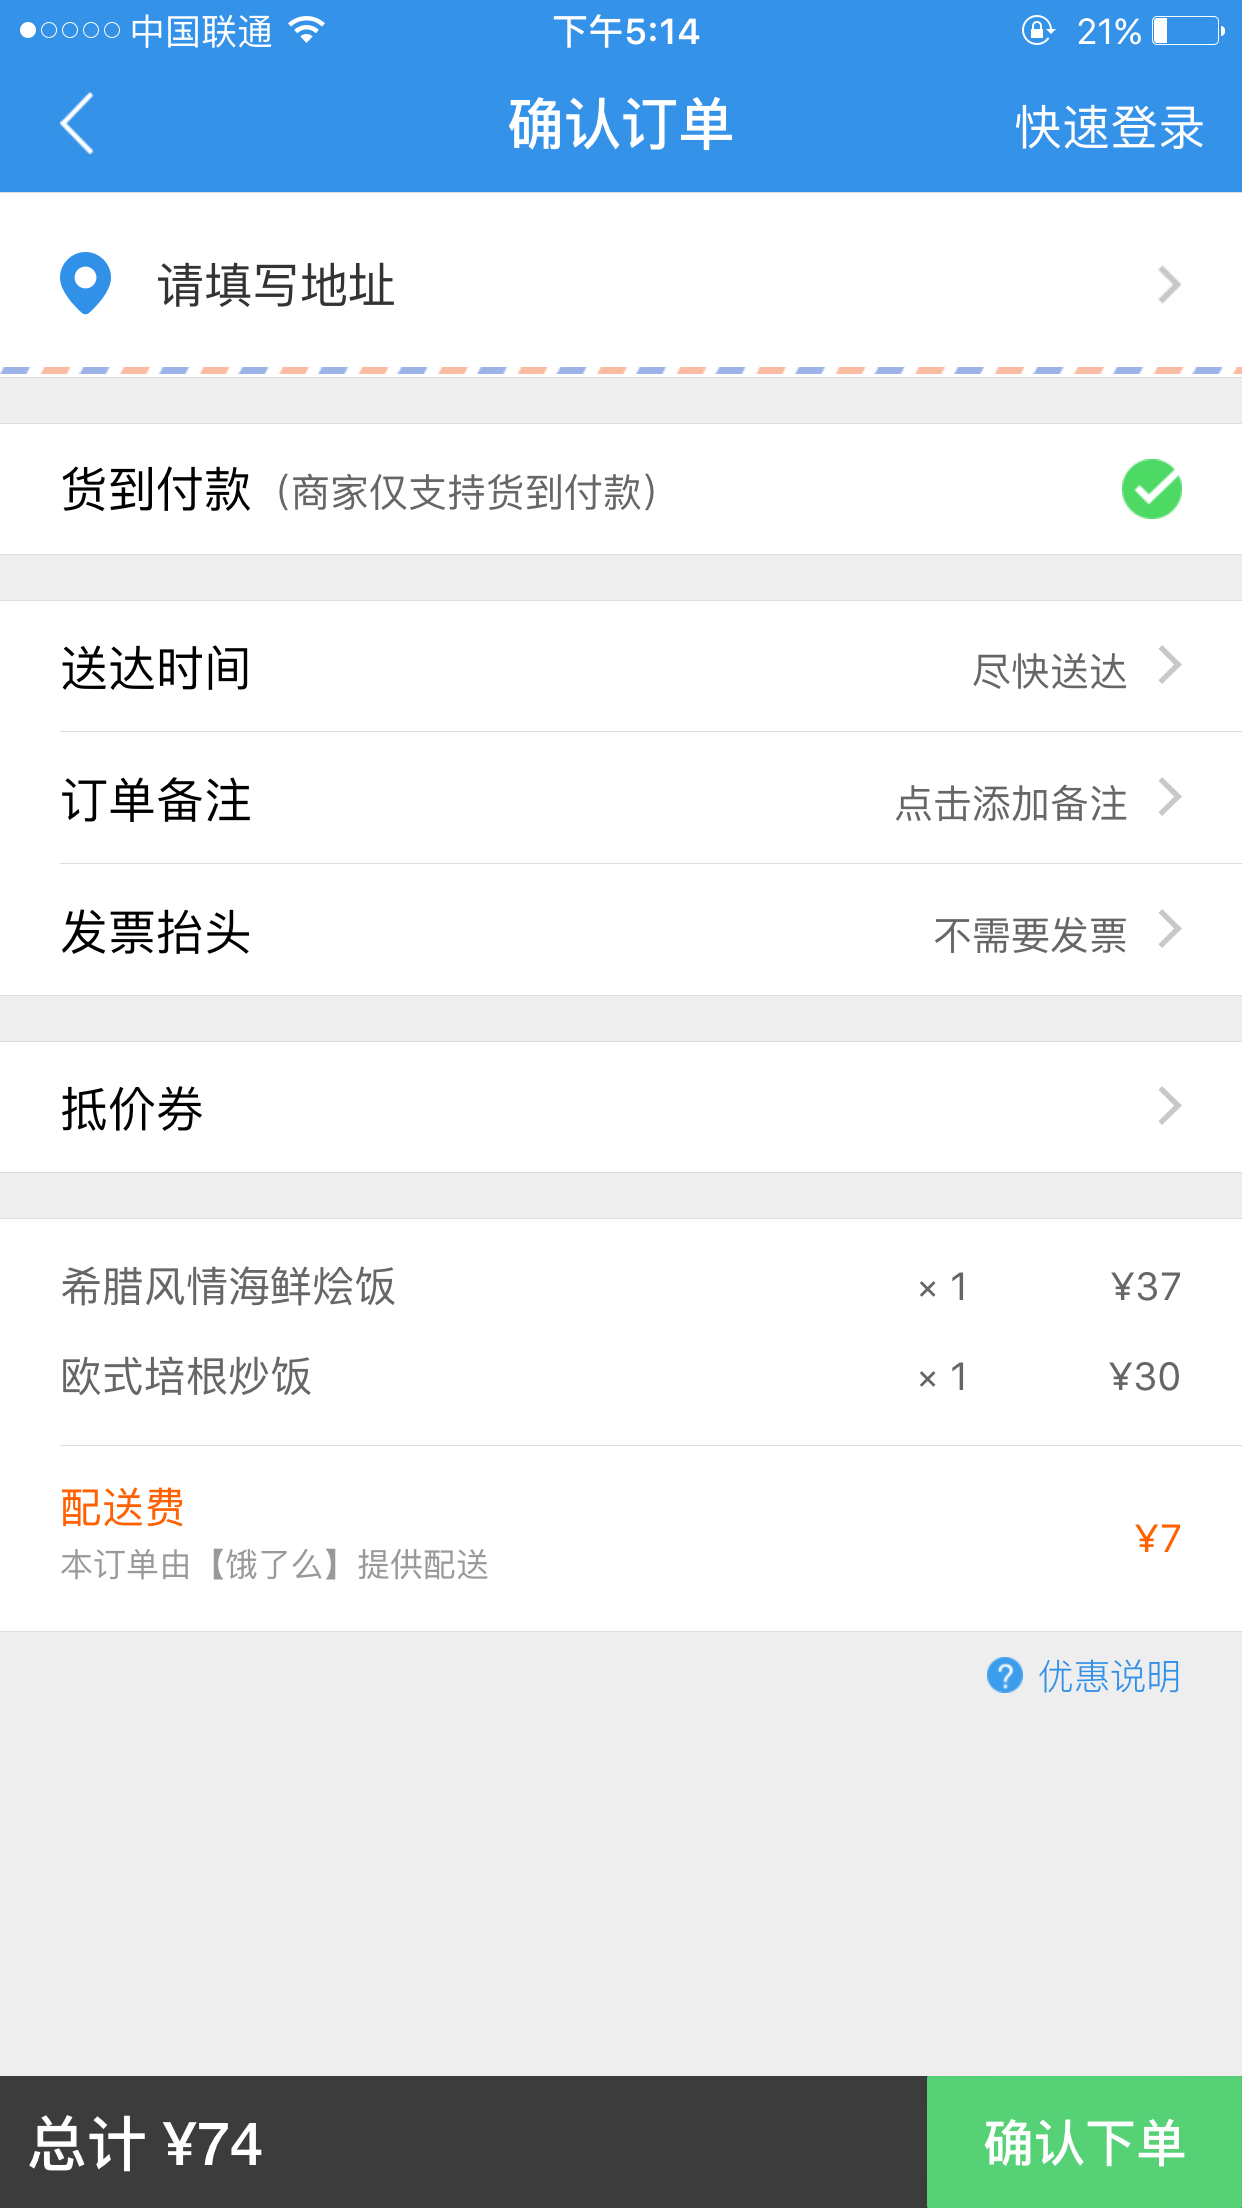 中国联通 下午5:14 21%
确认订单 快速登录
请填写地址
货到付款 (商家仅支持货到付款)
送达时间 尽快送达
订单备注 点击添加备注
发票抬头 不需要发票
抵价券
希腊风情海鲜烩饭 × 1 ¥37
欧式培根炒饭 × 1 ¥30
配送费 ¥7
本订单由【饿了么】提供配送
? 优惠说明
总计 ¥74 确认下单